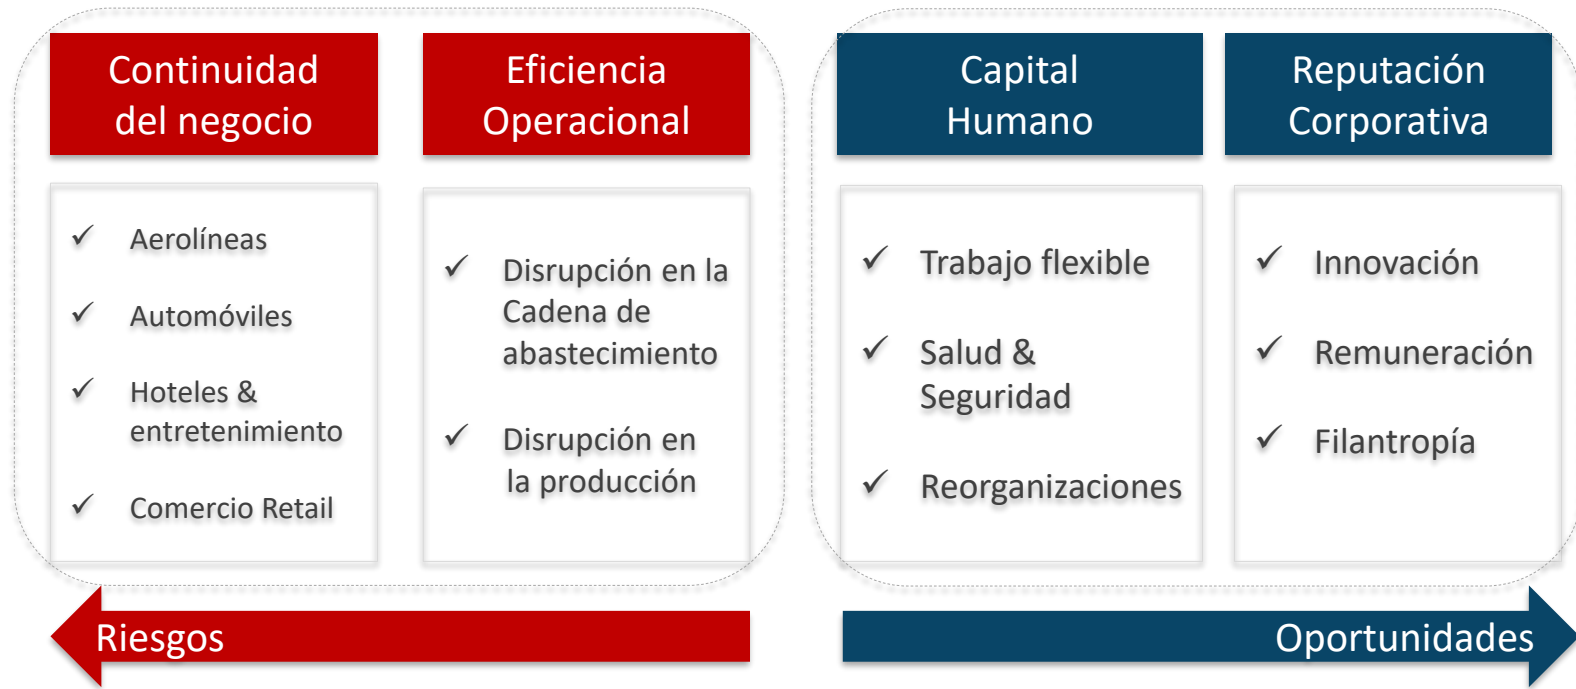 Continuidad
del negocio
Aerolíneas
Automóviles
Hoteles &
entretenimiento
Comercio Retail
Eficiencia
Operacional
Disrupción en la
Cadena de
abastecimiento
Disrupción en
la producción
Riesgos
Capital
Humano
Trabajo flexible
Salud &
Seguridad
Reorganizaciones
Reputación
Corporativa
Innovación
Remuneración
Filantropía
Oportunidades